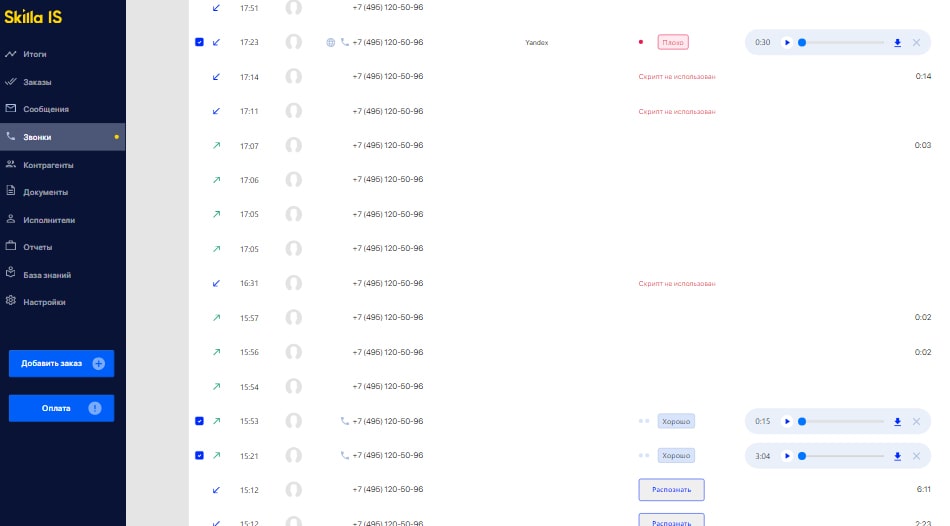 Skilla IS
Итоги
Заказы
Сообщения
Звонки
Контрагенты
Документы
Исполнители
Отчеты
База знаний
Настройки
Добавить заказ
Оплата
17:51 +7 (495) 120-50-96
17:23 +7 (495) 120-50-96 Yandex Плохо 0:30
17:14 +7 (495) 120-50-96 Скрипт не использован 0:14
17:11 +7 (495) 120-50-96 Скрипт не использован
17:07 +7 (495) 120-50-96 0:03
17:06 +7 (495) 120-50-96
17:05 +7 (495) 120-50-96
17:05 +7 (495) 120-50-96
16:31 +7 (495) 120-50-96 Скрипт не использован
15:57 +7 (495) 120-50-96 0:02
15:56 +7 (495) 120-50-96 0:02
15:54 +7 (495) 120-50-96
15:53 +7 (495) 120-50-96 Хорошо 0:15
15:21 +7 (495) 120-50-96 Хорошо 3:04
15:12 +7 (495) 120-50-96 Распознать 6:11
15:12 +7 (495) 120-50-96 Распознать 2:23